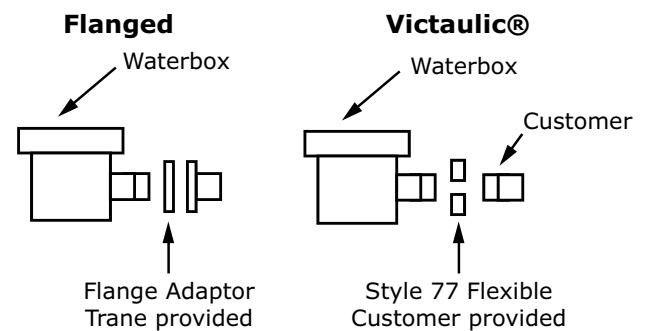 Flanged
Waterbox
Flange Adaptor
Trane provided
Victaulic®
Waterbox
Customer
Style 77 Flexible
Customer provided